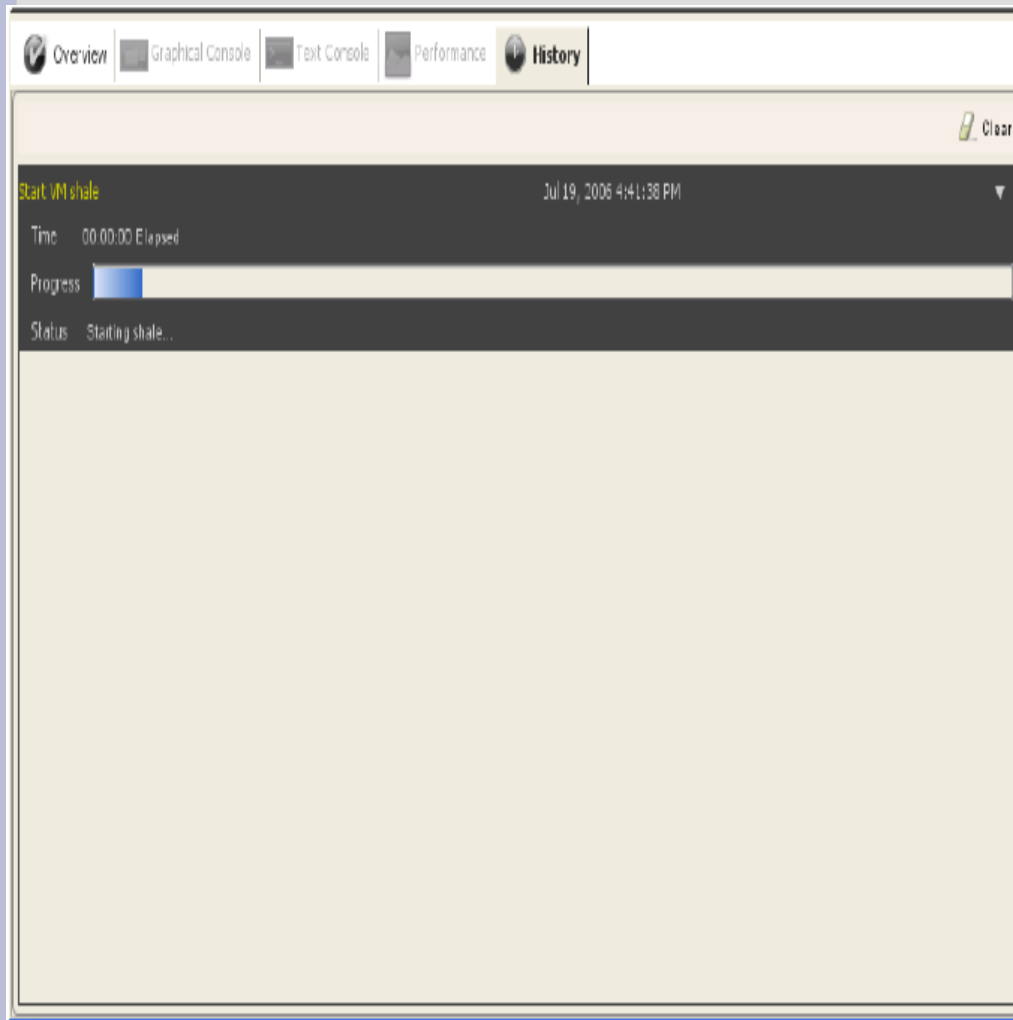 Overview Graphical Console Text Console Performance History
Clear
Start VM shale Jul 19, 2006 4:41:38 PM
Time 00:00:00 Elapsed
Progress
Status Starting shale...